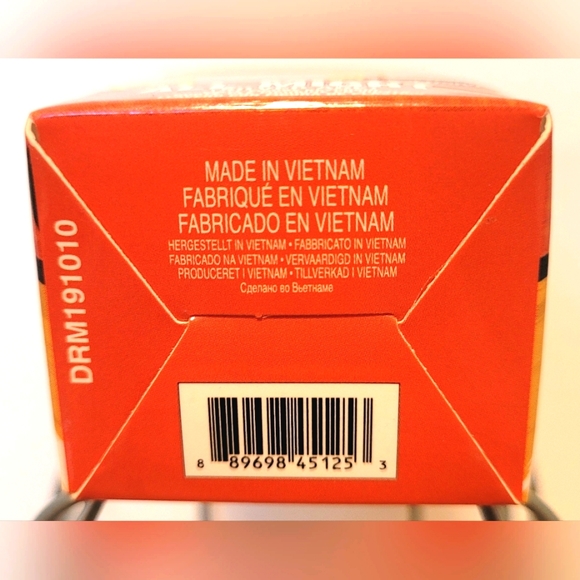 MADE IN VIETNAM
FABRIQUÉ EN VIETNAM
FABRICADO EN VIETNAM
HERGESTELLT IN VIETNAM • FABBRICATO IN VIETNAM
FABRICADO NA VIETNAM • VERVAARDIGD IN VIETNAM
PRODUCERET I VIETNAM • TILLVERKAD I VIETNAM
Сделано во Вьетнаме
DRM191010
8 89698 45125 3